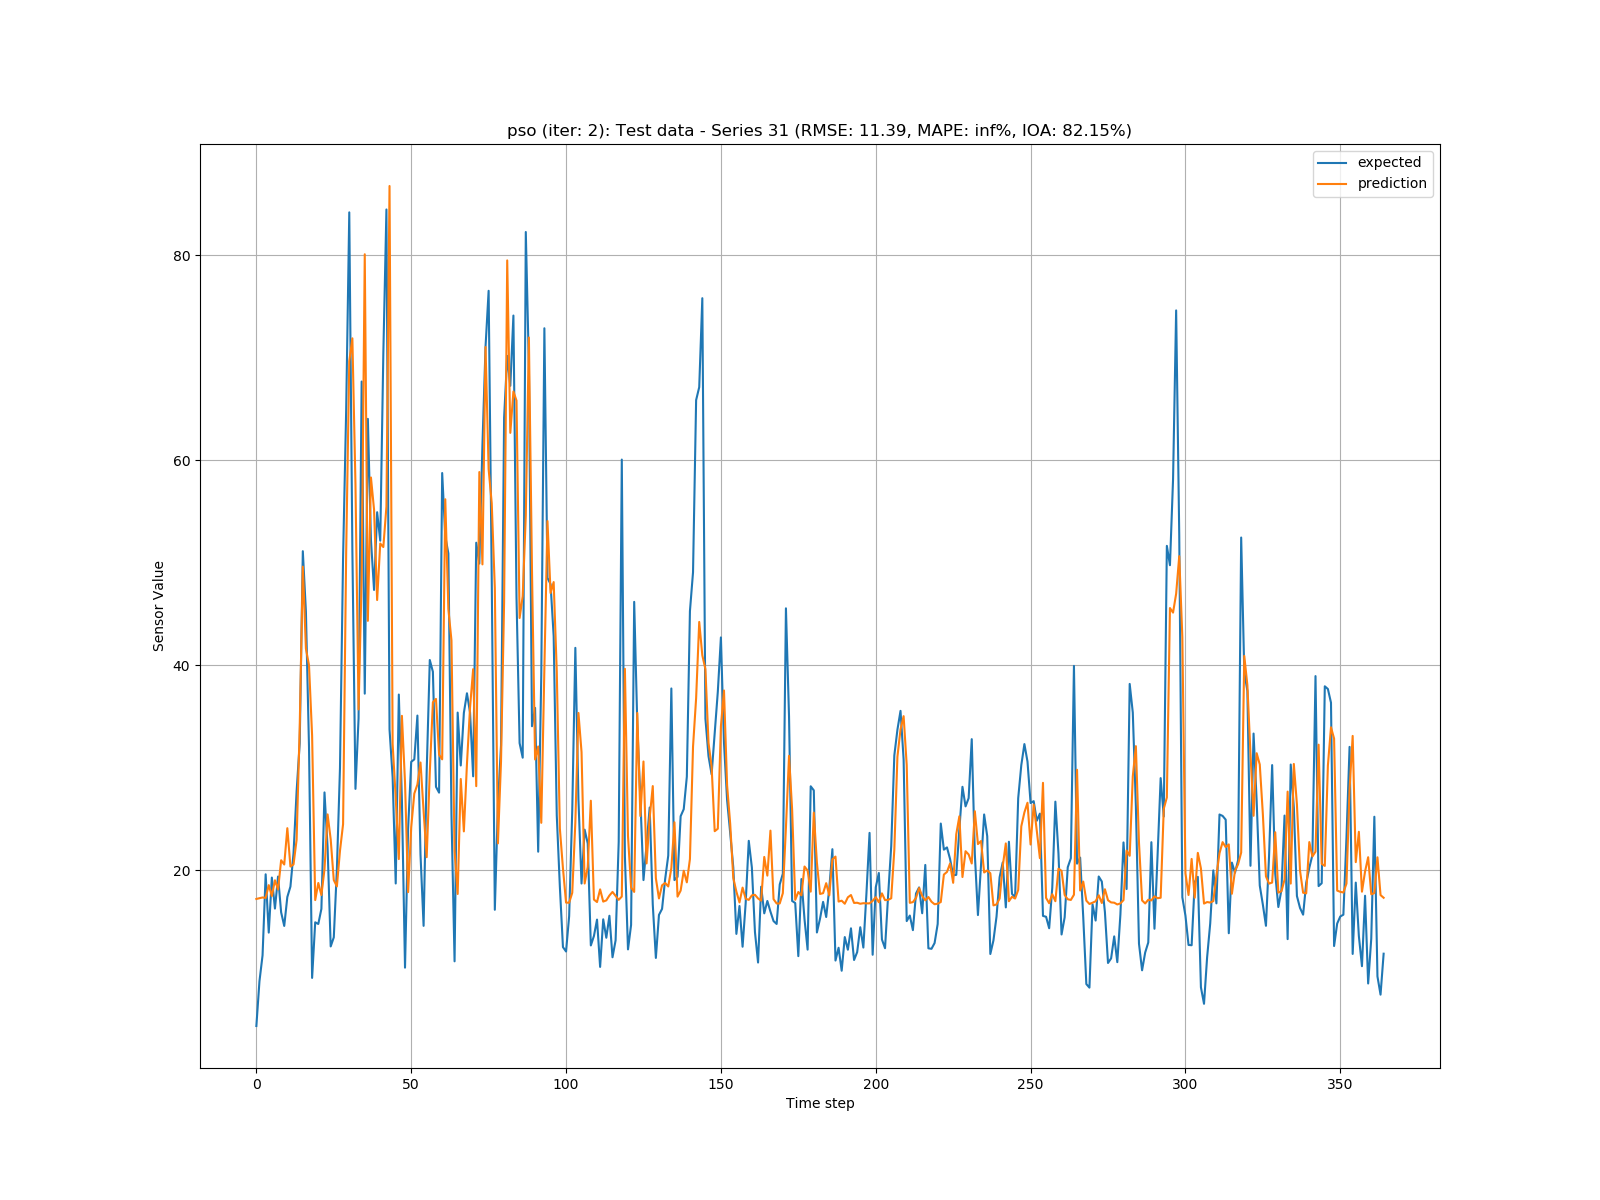 pso (iter: 2): Test data - Series 31 (RMSE: 11.39, MAPE: inf%, IOA: 82.15%)
expected
prediction
80
60
40
20
Sensor Value
0 50 100 150 200 250 300 350
Time step